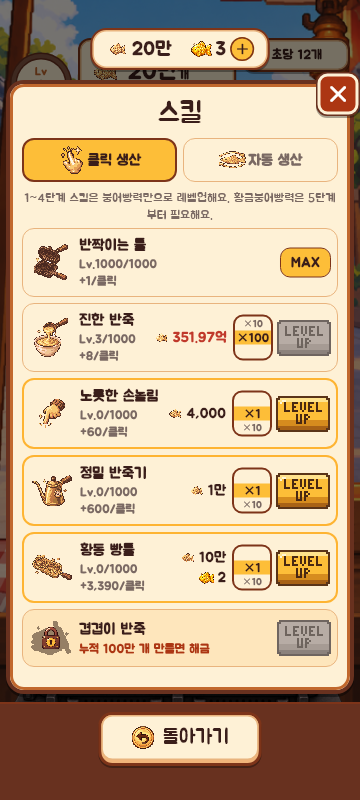 20만 3 +
초당 12개
Lv
20만개
스킬
클릭 생산
자동 생산
1~4단계 스킬은 붕어빵력만으로 레벨업해요. 황금붕어빵력은 5단계
부터 필요해요.
반짝이는 틀
Lv.1000/1000
+1/클릭
MAX
진한 반죽
Lv.3/1000
+8/클릭
351.97억
×10
×100
LEVEL
UP
노릇한 손놀림
Lv.0/1000
+60/클릭
4,000
×1
×10
LEVEL
UP
정밀 반죽기
Lv.0/1000
+600/클릭
1만
×1
×10
LEVEL
UP
황동 빵틀
Lv.0/1000
+3,390/클릭
10만
2
×1
×10
LEVEL
UP
겹겹이 반죽
누적 100만 개 만들면 해금
LEVEL
UP
돌아가기